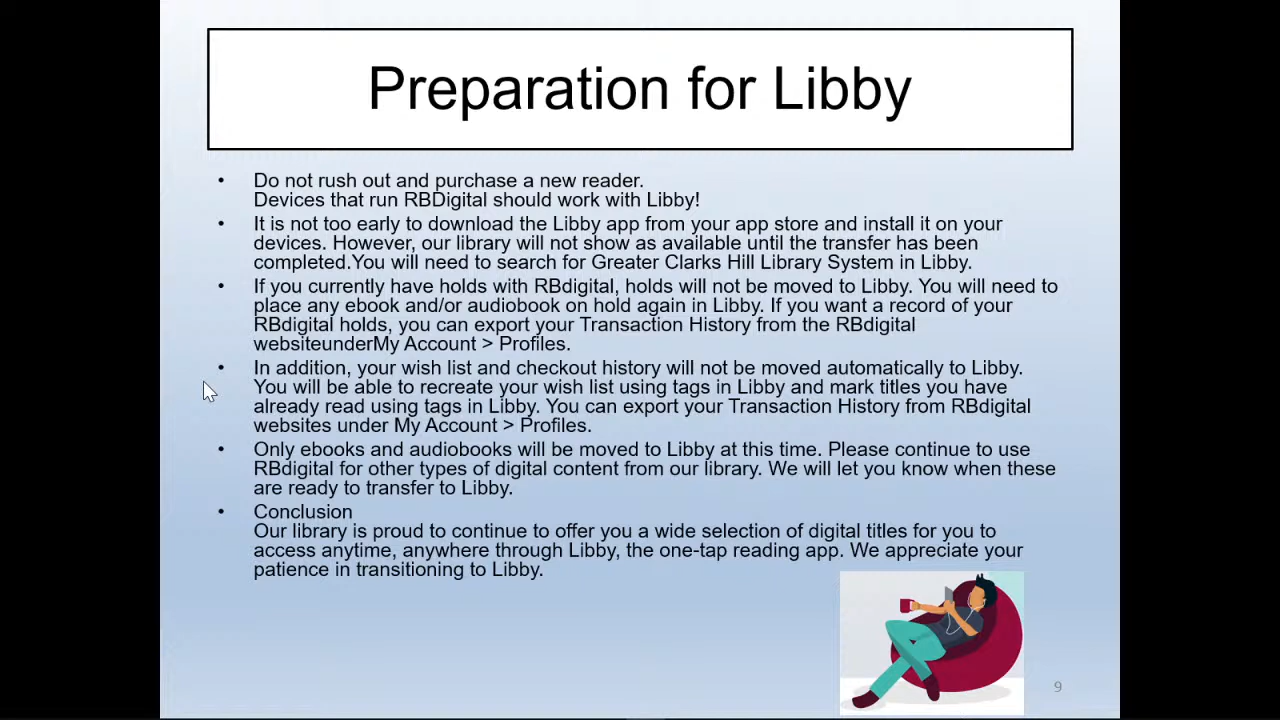 Preparation for Libby
• Do not rush out and purchase a new reader.
Devices that run RBDigital should work with Libby!
• It is not too early to download the Libby app from your app store and install it on your
devices. However, our library will not show as available until the transfer has been
completed.You will need to search for Greater Clarks Hill Library System in Libby.
• If you currently have holds with RBdigital, holds will not be moved to Libby. You will need to
place any ebook and/or audiobook on hold again in Libby. If you want a record of your
RBdigital holds, you can export your Transaction History from the RBdigital
websiteunderMy Account > Profiles.
• In addition, your wish list and checkout history will not be moved automatically to Libby.
You will be able to recreate your wish list using tags in Libby and mark titles you have
already read using tags in Libby. You can export your Transaction History from RBdigital
websites under My Account > Profiles.
• Only ebooks and audiobooks will be moved to Libby at this time. Please continue to use
RBdigital for other types of digital content from our library. We will let you know when these
are ready to transfer to Libby.
• Conclusion
Our library is proud to continue to offer you a wide selection of digital titles for you to
access anytime, anywhere through Libby, the one-tap reading app. We appreciate your
patience in transitioning to Libby.
9